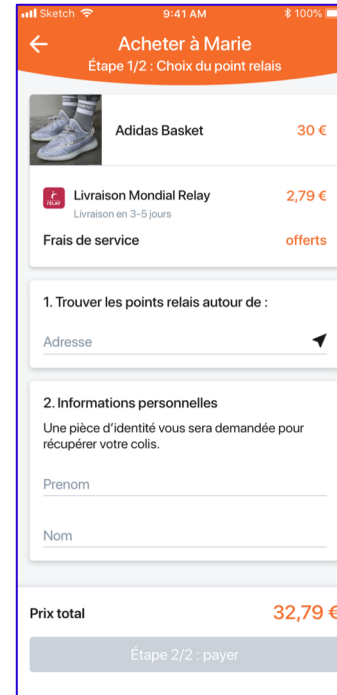 Sketch 9:41 AM 100%
Acheter à Marie
Étape 1/2 : Choix du point relais
Adidas Basket 30 €
Livraison Mondial Relay 2,79 €
RELAY
Livraison en 3-5 jours
Frais de service offerts
1. Trouver les points relais autour de :
Adresse
2. Informations personnelles
Une pièce d'identité vous sera demandée pour
récupérer votre colis.
Prenom
Nom
Prix total 32,79 €
Étape 2/2 : payer